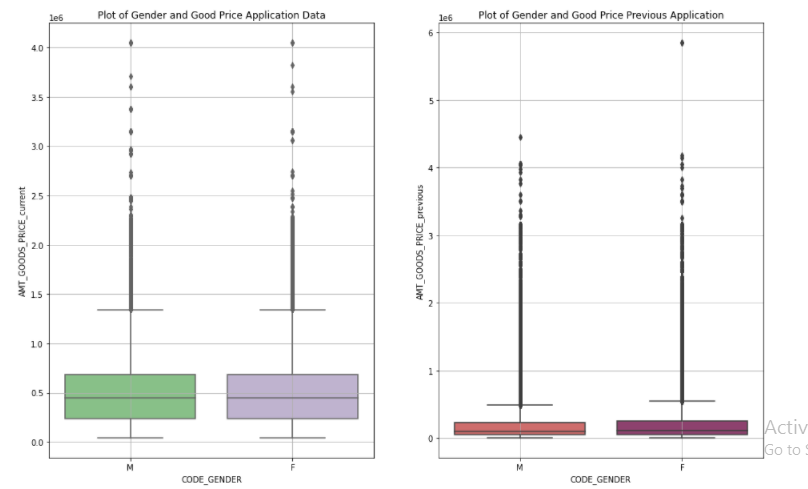 Plot of Gender and Good Price Application Data
1e6
4.0
3.5
3.0
2.5
2.0
1.5
1.0
0.5
0.0
AMT_GOODS_PRICE_current
M F
CODE_GENDER
Plot of Gender and Good Price Previous Application
1e6
6
5
4
3
2
1
0
AMT_GOODS_PRICE_previous
M F
CODE_GENDER
Activ
Go to S